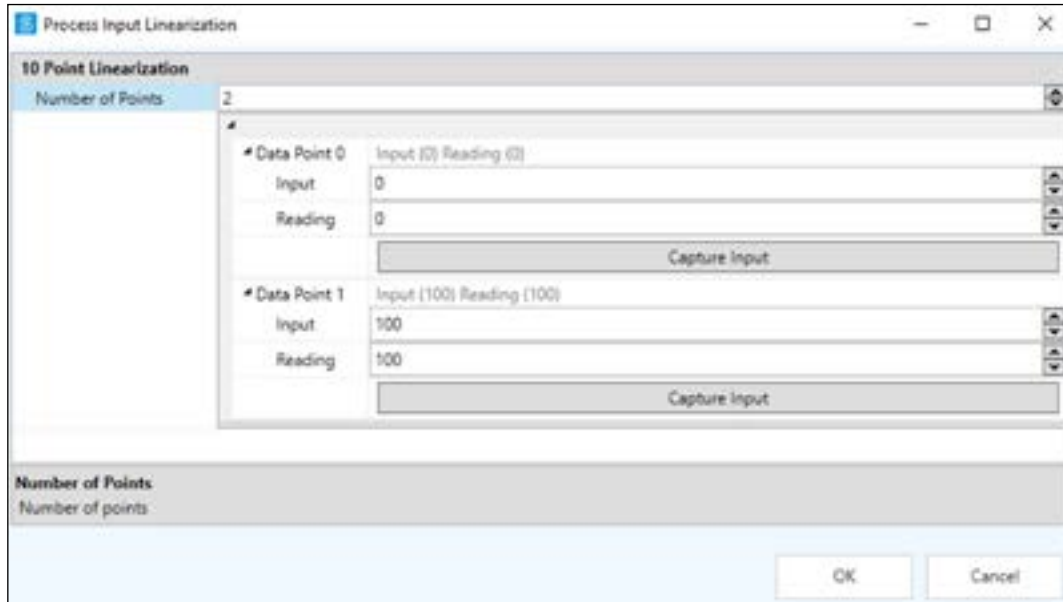 Process Input Linearization
10 Point Linearization
Number of Points 2
Data Point 0 Input (0) Reading (0)
Input 0
Reading 0
Capture Input
Data Point 1 Input (100) Reading (100)
Input 100
Reading 100
Capture Input
Number of Points
Number of points
OK Cancel